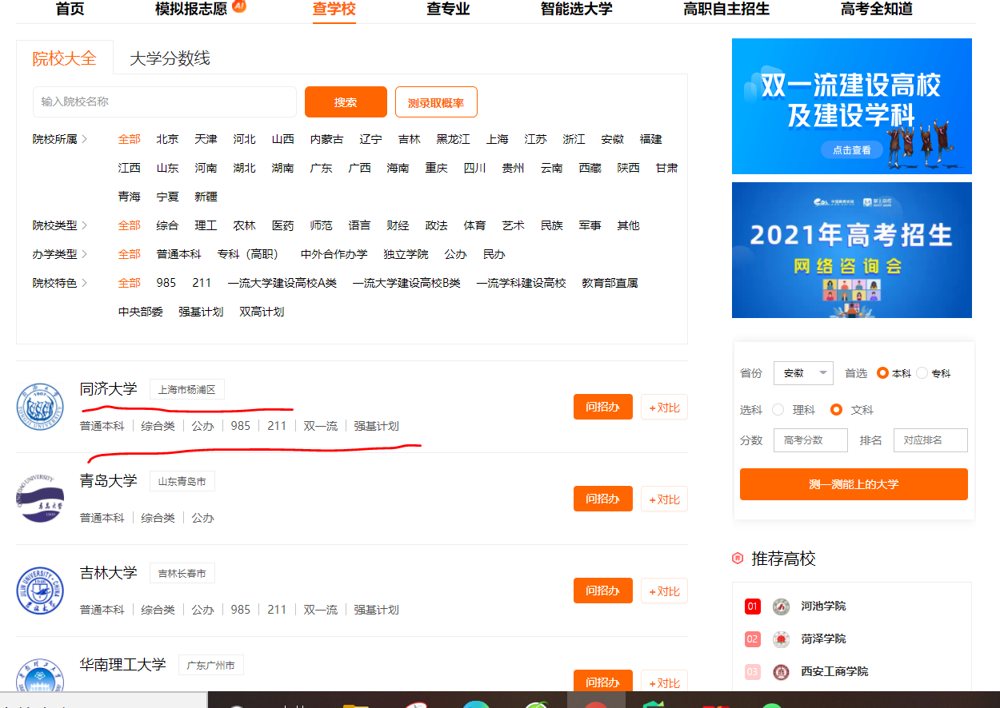 首页 模拟报志愿 AI 查学校 查专业 智能选大学 高职自主招生 高考全知道
院校大全 大学分数线
输入院校名称 搜索 测录取概率
院校所属 全部 北京 天津 河北 山西 内蒙古 辽宁 吉林 黑龙江 上海 江苏 浙江 安徽 福建
江西 山东 河南 湖北 湖南 广东 广西 海南 重庆 四川 贵州 云南 西藏 陕西 甘肃
青海 宁夏 新疆
院校类型 全部 综合 理工 农林 医药 师范 语言 财经 政法 体育 艺术 民族 军事 其他
办学类型 全部 普通本科 专科（高职） 中外合作办学 独立学院 公办 民办
院校特色 全部 985 211 一流大学建设高校A类 一流大学建设高校B类 一流学科建设高校 教育部直属
中央部委 强基计划 双高计划
同济大学 上海市杨浦区
普通本科 综合类 公办 985 211 双一流 强基计划
问招办 +对比
青岛大学 山东青岛市
普通本科 综合类 公办
问招办 +对比
吉林大学 吉林长春市
普通本科 综合类 公办 985 211 双一流 强基计划
问招办 +对比
华南理工大学 广东广州市
问招办 +对比
双一流建设高校
及建设学科
点击查看
2021年高考招生
网络咨询会
省份 安徽 首选 本科 专科
选科 理科 文科
分数 高考分数 排名 对应排名
测一测能上的大学
推荐高校
01 河池学院
02 菏泽学院
03 西安工商学院